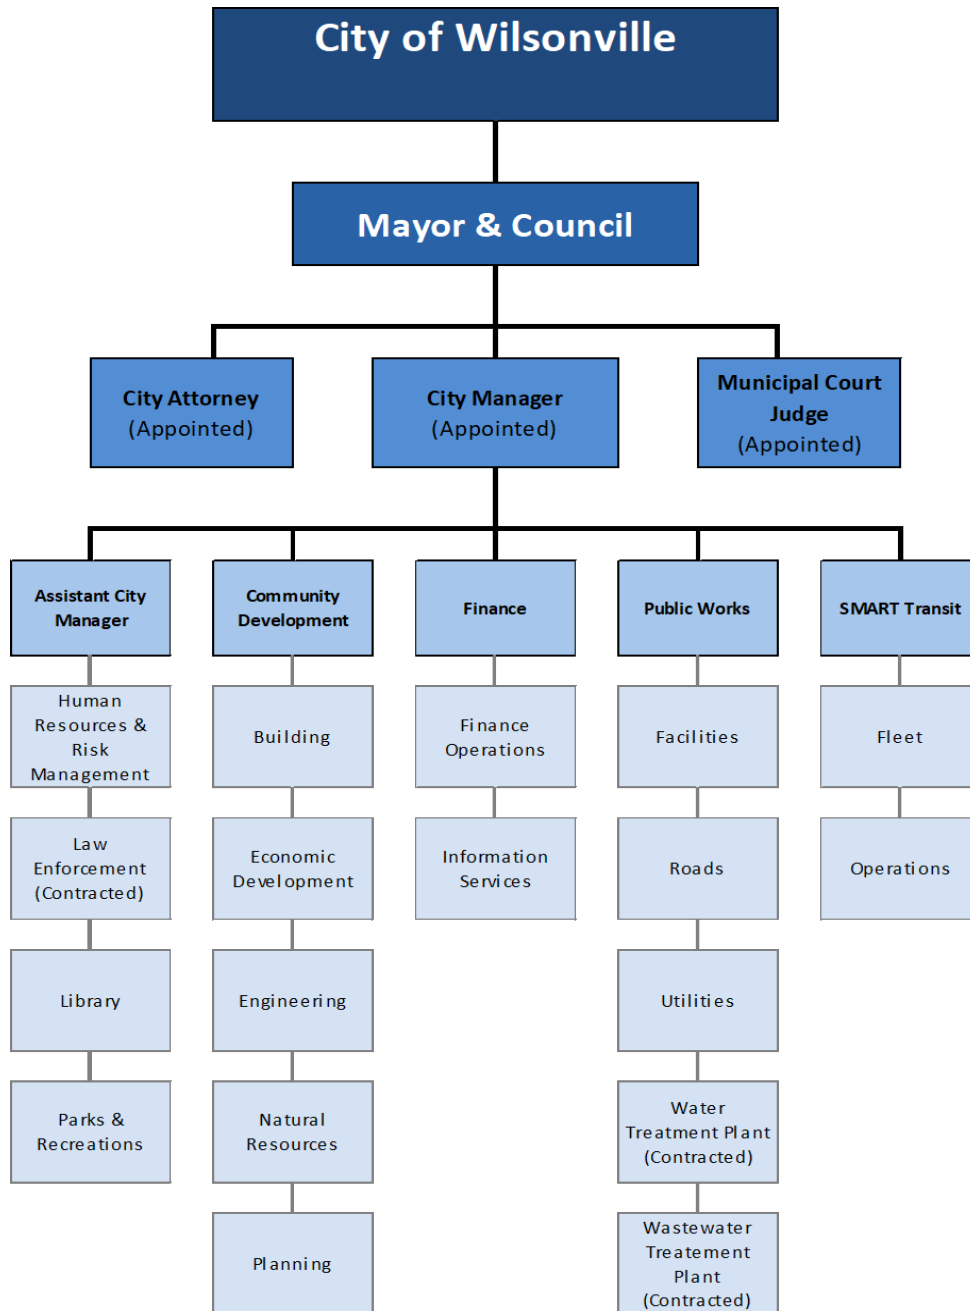 City of Wilsonville
Mayor & Council
City Attorney
(Appointed)
City Manager
(Appointed)
Municipal Court
Judge
(Appointed)
Assistant City
Manager
Community
Development
Finance
Public Works
SMART Transit
Human
Resources &
Risk
Management
Building
Finance
Operations
Facilities
Fleet
Law
Enforcement
(Contracted)
Economic
Development
Information
Services
Roads
Operations
Library
Engineering
Utilities
Parks &
Recreations
Natural
Resources
Water
Treatment Plant
(Contracted)
Planning
Wastewater
Treatement
Plant
(Contracted)